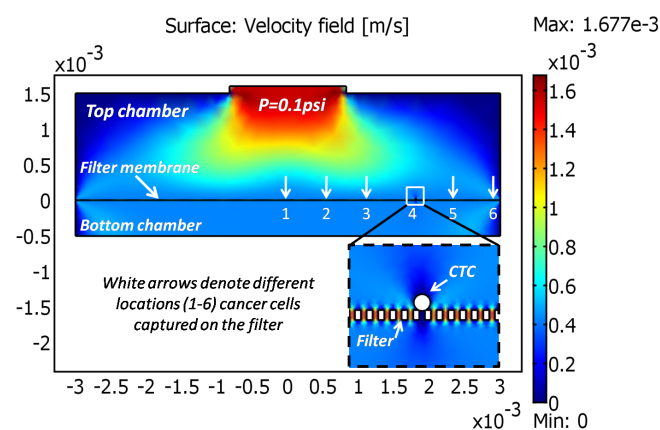 Surface: Velocity field [m/s]
Max: 1.677e-3
x10⁻³
x10⁻³
P=0.1psi
Top chamber
Filter membrane
Bottom chamber
1 2 3 4 5 6
1.5
1
0.5
0
-0.5
-1
-1.5
-2
1.6
1.4
1.2
1
0.8
0.6
0.4
0.2
0
White arrows denote different
locations (1-6) cancer cells
captured on the filter
CTC
Filter
-3 -2.5 -2 -1.5 -1 -0.5 0 0.5 1 1.5 2 2.5 3
x10⁻³
Min: 0